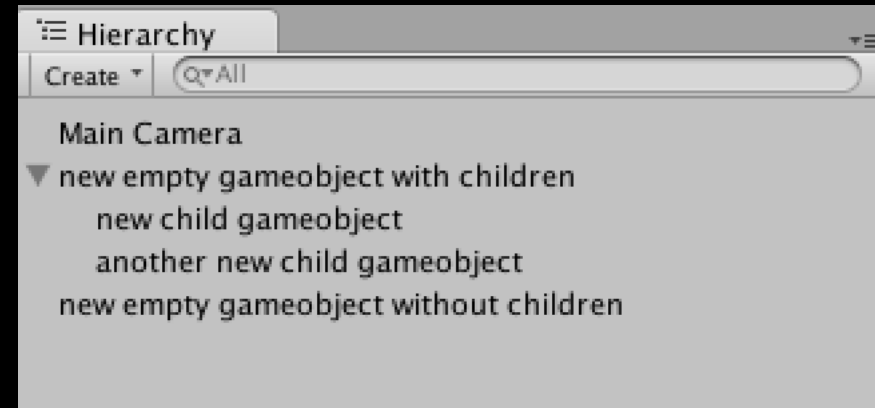 Hierarchy
Create All
Main Camera
new empty gameobject with children
new child gameobject
another new child gameobject
new empty gameobject without children